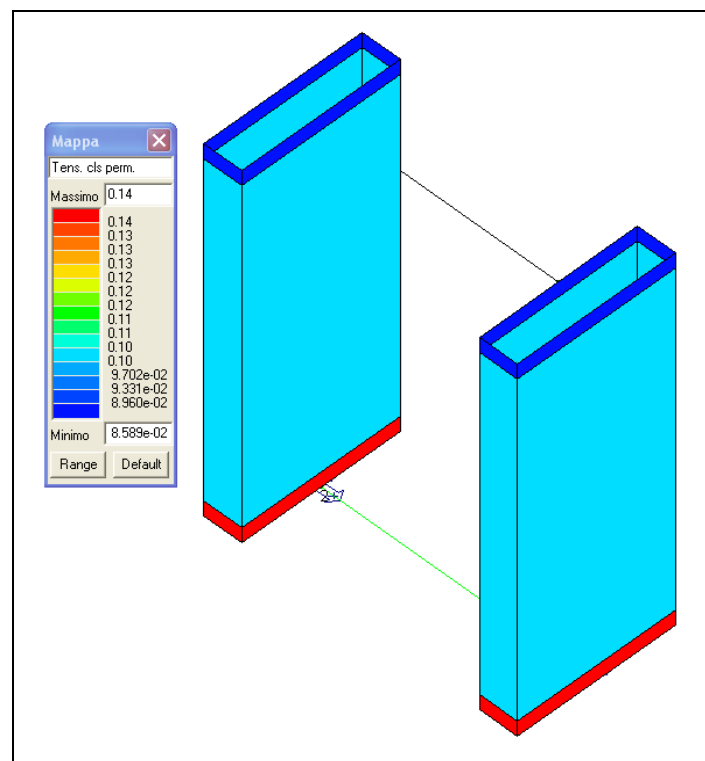 Mappa
Tens. cls perm.
Massimo 0.14
0.14
0.13
0.13
0.13
0.12
0.12
0.12
0.11
0.11
0.10
0.10
9.702e-02
9.331e-02
8.960e-02
Minimo 8.589e-02
Range Default